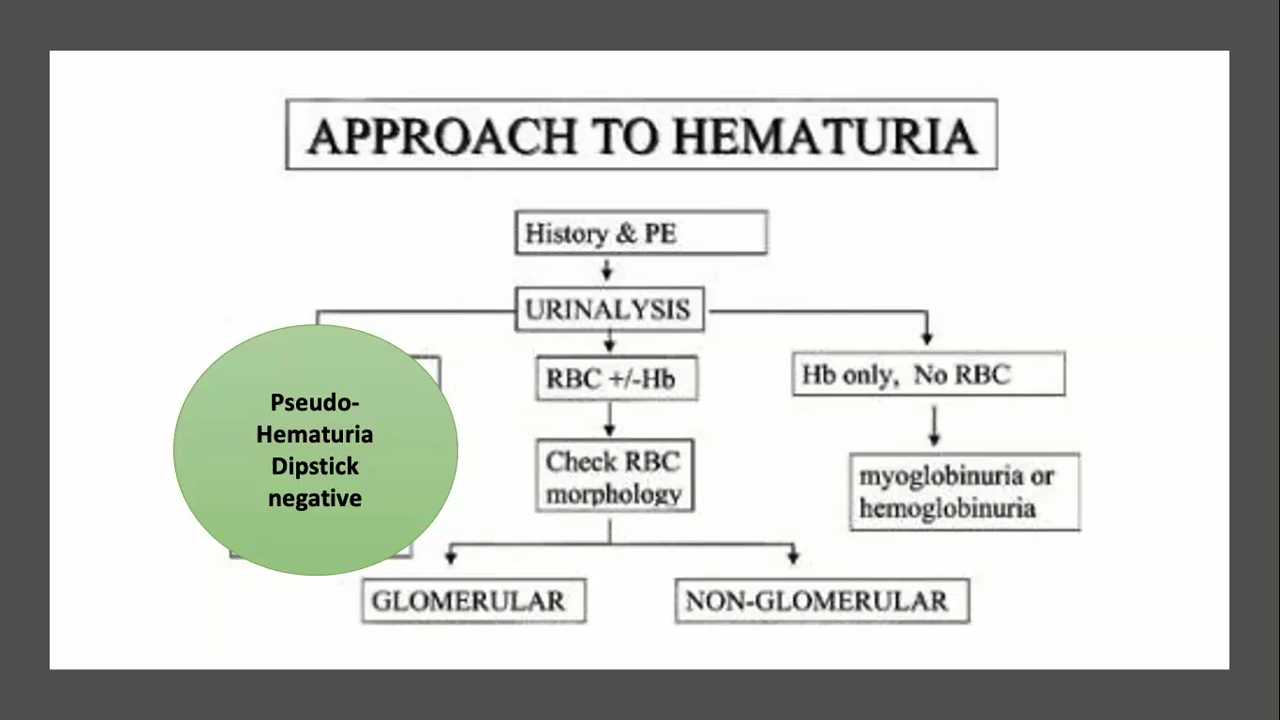 APPROACH TO HEMATURIA
History & PE
URINALYSIS
Pseudo-
Hematuria
Dipstick
negative
RBC +/-Hb
Check RBC
morphology
Hb only, No RBC
myoglobinuria or
hemoglobinuria
GLOMERULAR
NON-GLOMERULAR